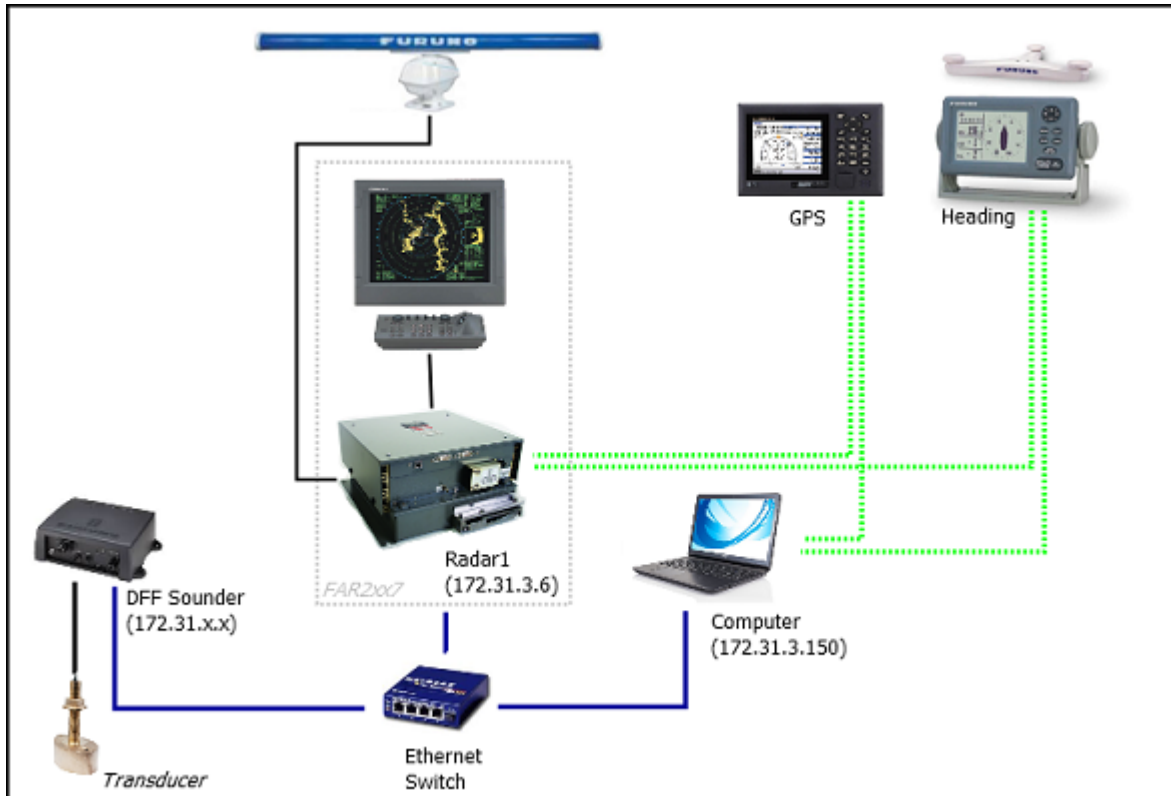 FURUNO
GPS
Heading
Radar1
(172.31.3.6)
FAR2xx7
DFF Sounder
(172.31.x.x)
Computer
(172.31.3.150)
Ethernet
Switch
Transducer